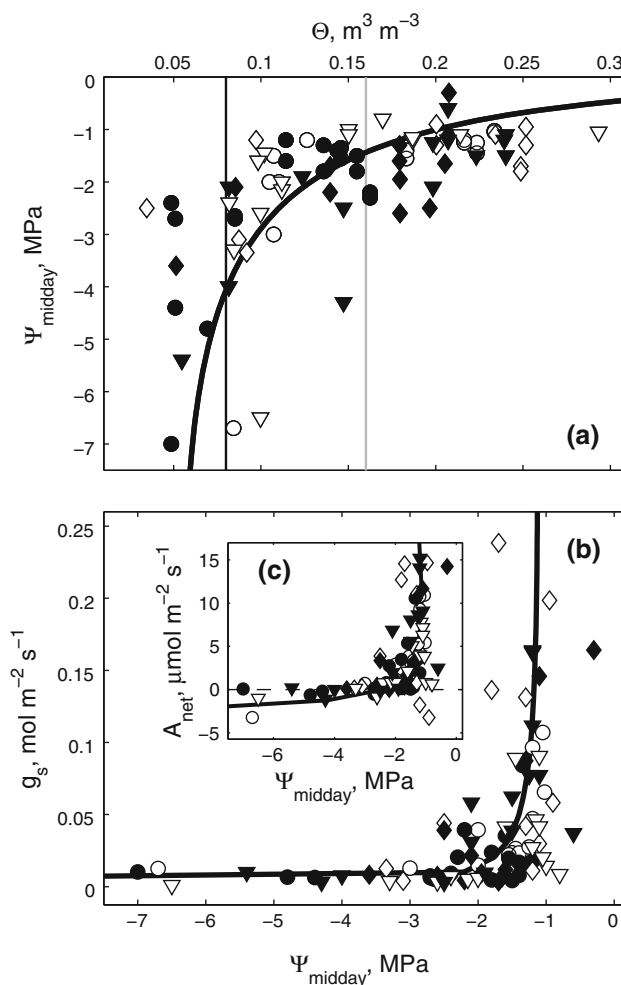 Θ, m³ m⁻³
0.05 0.1 0.15 0.2 0.25 0.3
0
−1
−2
−3
−4
−5
−6
−7
Ψmidday, MPa
(a)
0.25
0.2
0.15
0.1
0.05
0
gs, mol m⁻² s⁻¹
(b)
(c)
15
10
5
0
−5
Anet, μmol m⁻² s⁻¹
−6 −4 −2 0
Ψmidday, MPa
−7 −6 −5 −4 −3 −2 −1 0
Ψmidday, MPa